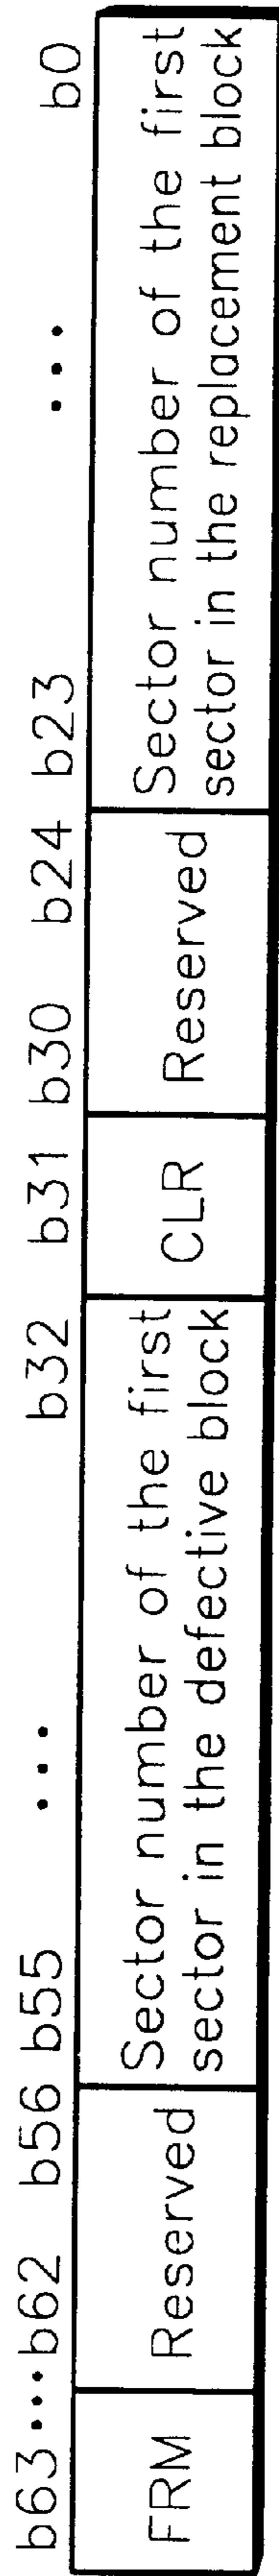 b63 ••• b62 b56 b55 ••• b32 b31 b30 b24 b23 ••• b0
FRM
Reserved
Sector number of the first
sector in the defective block
CLR
Reserved
Sector number of the first
sector in the replacement block